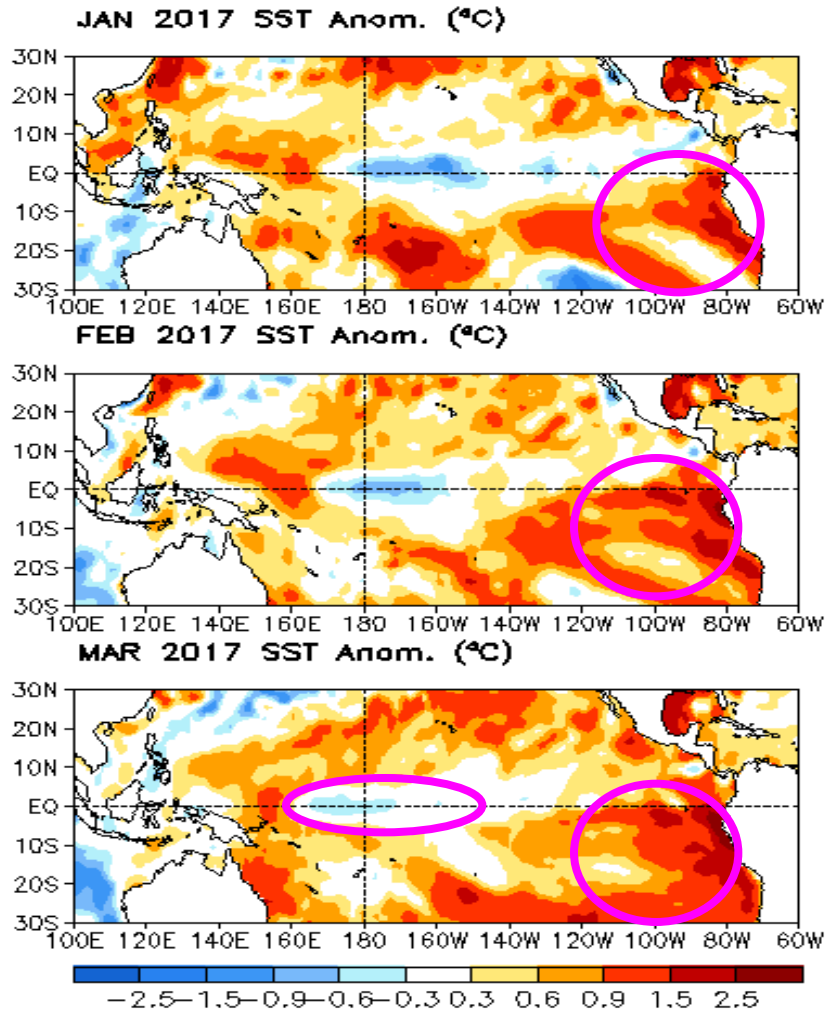 JAN 2017 SST Anom. (°C)
30N
20N
10N
EQ
10S
20S
30S
100E 120E 140E 160E 180 160W 140W 120W 100W 80W 60W
FEB 2017 SST Anom. (°C)
30N
20N
10N
EQ
10S
20S
30S
100E 120E 140E 160E 180 160W 140W 120W 100W 80W 60W
MAR 2017 SST Anom. (°C)
30N
20N
10N
EQ
10S
20S
30S
100E 120E 140E 160E 180 160W 140W 120W 100W 80W 60W
-2.5 -1.5 -0.9 -0.6 -0.3 0.3 0.6 0.9 1.5 2.5